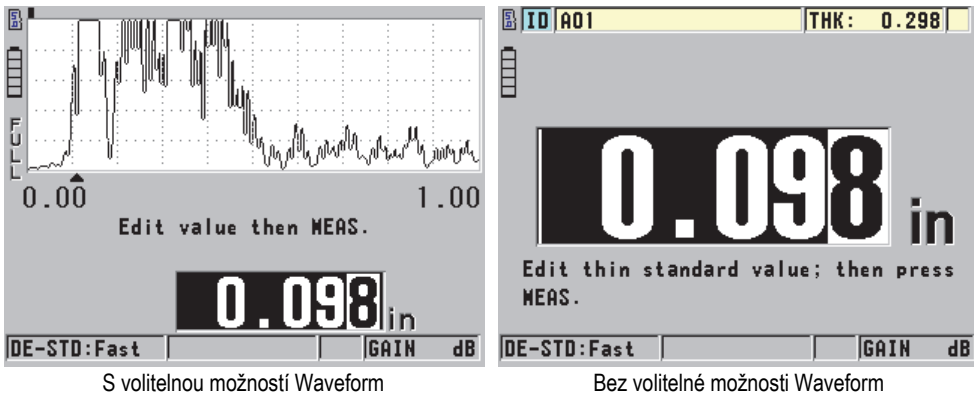 FULL
0.00 1.00
Edit value then MEAS.
0.098 in
DE-STD:Fast GAIN dB
S volitelnou možností Waveform
ID A01 THK: 0.298
0.098 in
Edit thin standard value; then press
MEAS.
DE-STD:Fast GAIN dB
Bez volitelné možnosti Waveform